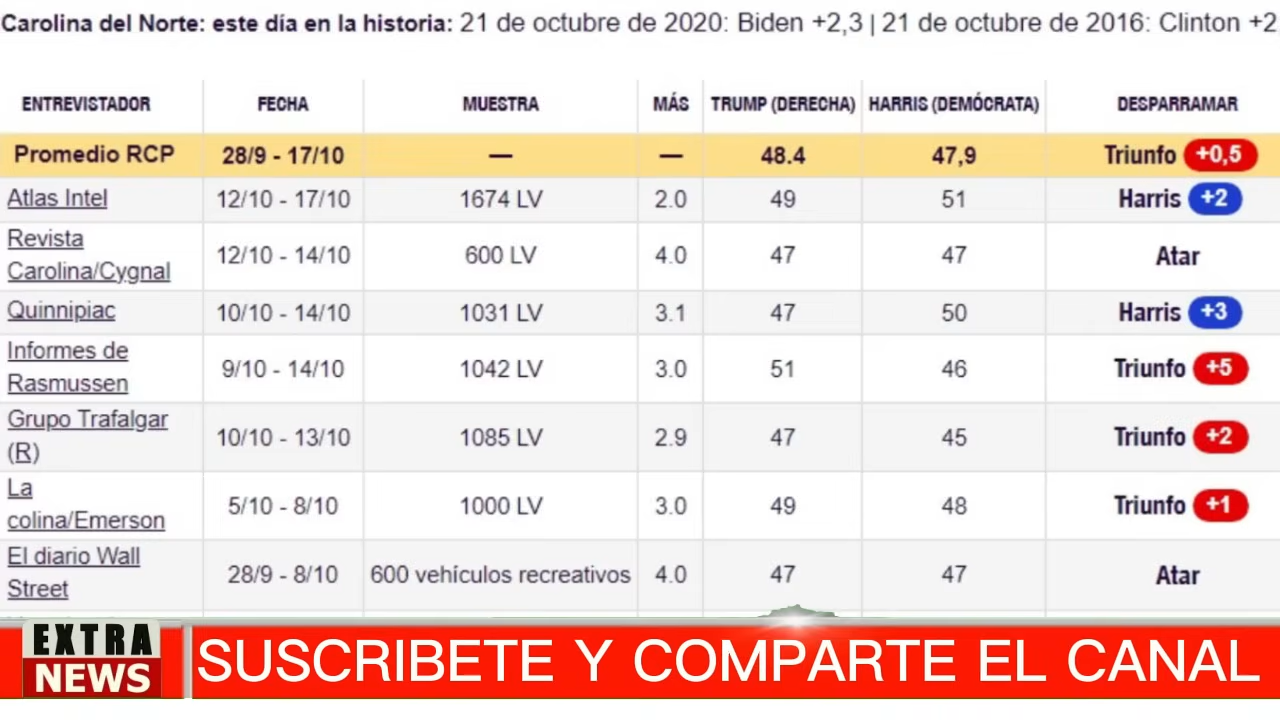 Carolina del Norte: este día en la historia: 21 de octubre de 2020: Biden +2,3 | 21 de octubre de 2016: Clinton +2,
ENTREVISTADOR FECHA MUESTRA MÁS TRUMP (DERECHA) HARRIS (DEMÓCRATA) DESPARRAMAR
Promedio RCP 28/9 - 17/10 — — 48.4 47,9 Triunfo +0,5
Atlas Intel 12/10 - 17/10 1674 LV 2.0 49 51 Harris +2
Revista
Carolina/Cygnal 12/10 - 14/10 600 LV 4.0 47 47 Atar
Quinnipiac 10/10 - 14/10 1031 LV 3.1 47 50 Harris +3
Informes de
Rasmussen 9/10 - 14/10 1042 LV 3.0 51 46 Triunfo +5
Grupo Trafalgar
(R) 10/10 - 13/10 1085 LV 2.9 47 45 Triunfo +2
La
colina/Emerson 5/10 - 8/10 1000 LV 3.0 49 48 Triunfo +1
El diario Wall
Street 28/9 - 8/10 600 vehículos recreativos 4.0 47 47 Atar
EXTRA
NEWS
SUSCRIBETE Y COMPARTE EL CANAL